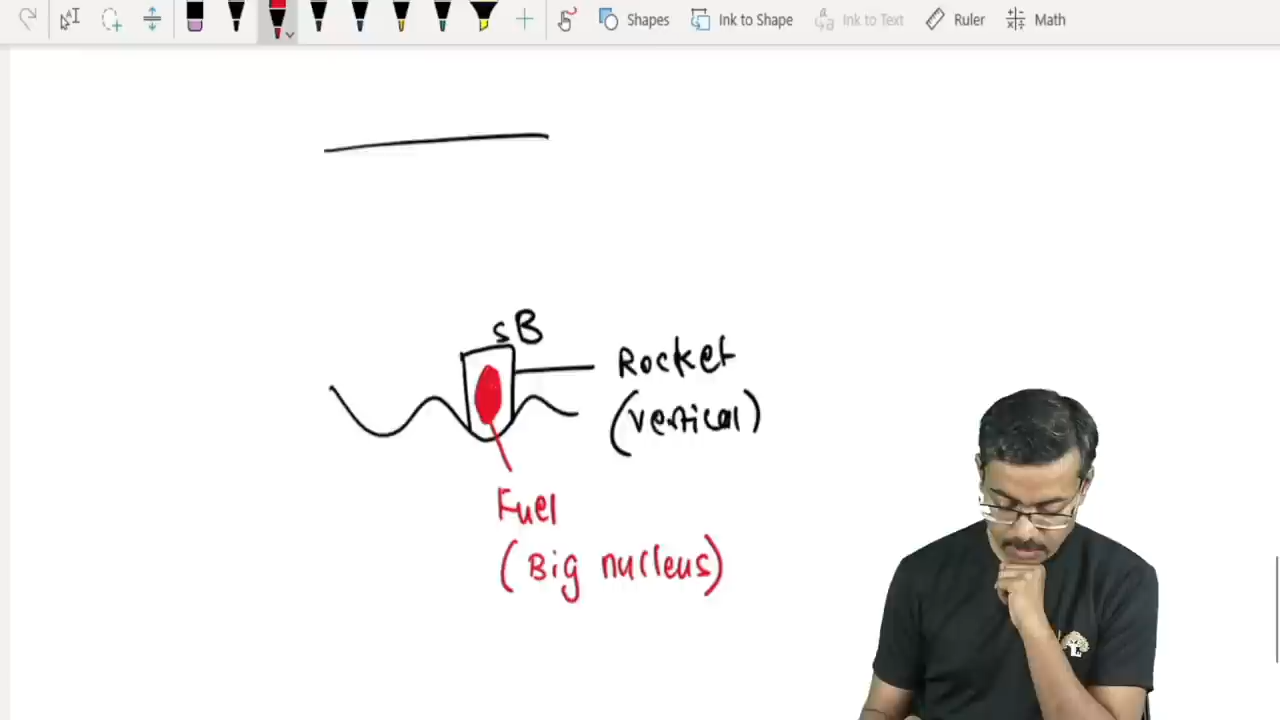 Shapes
Ink to Shape
Ink to Text
Ruler
Math
SB
Rocket
(vertical)
Fuel
(Big nucleus)